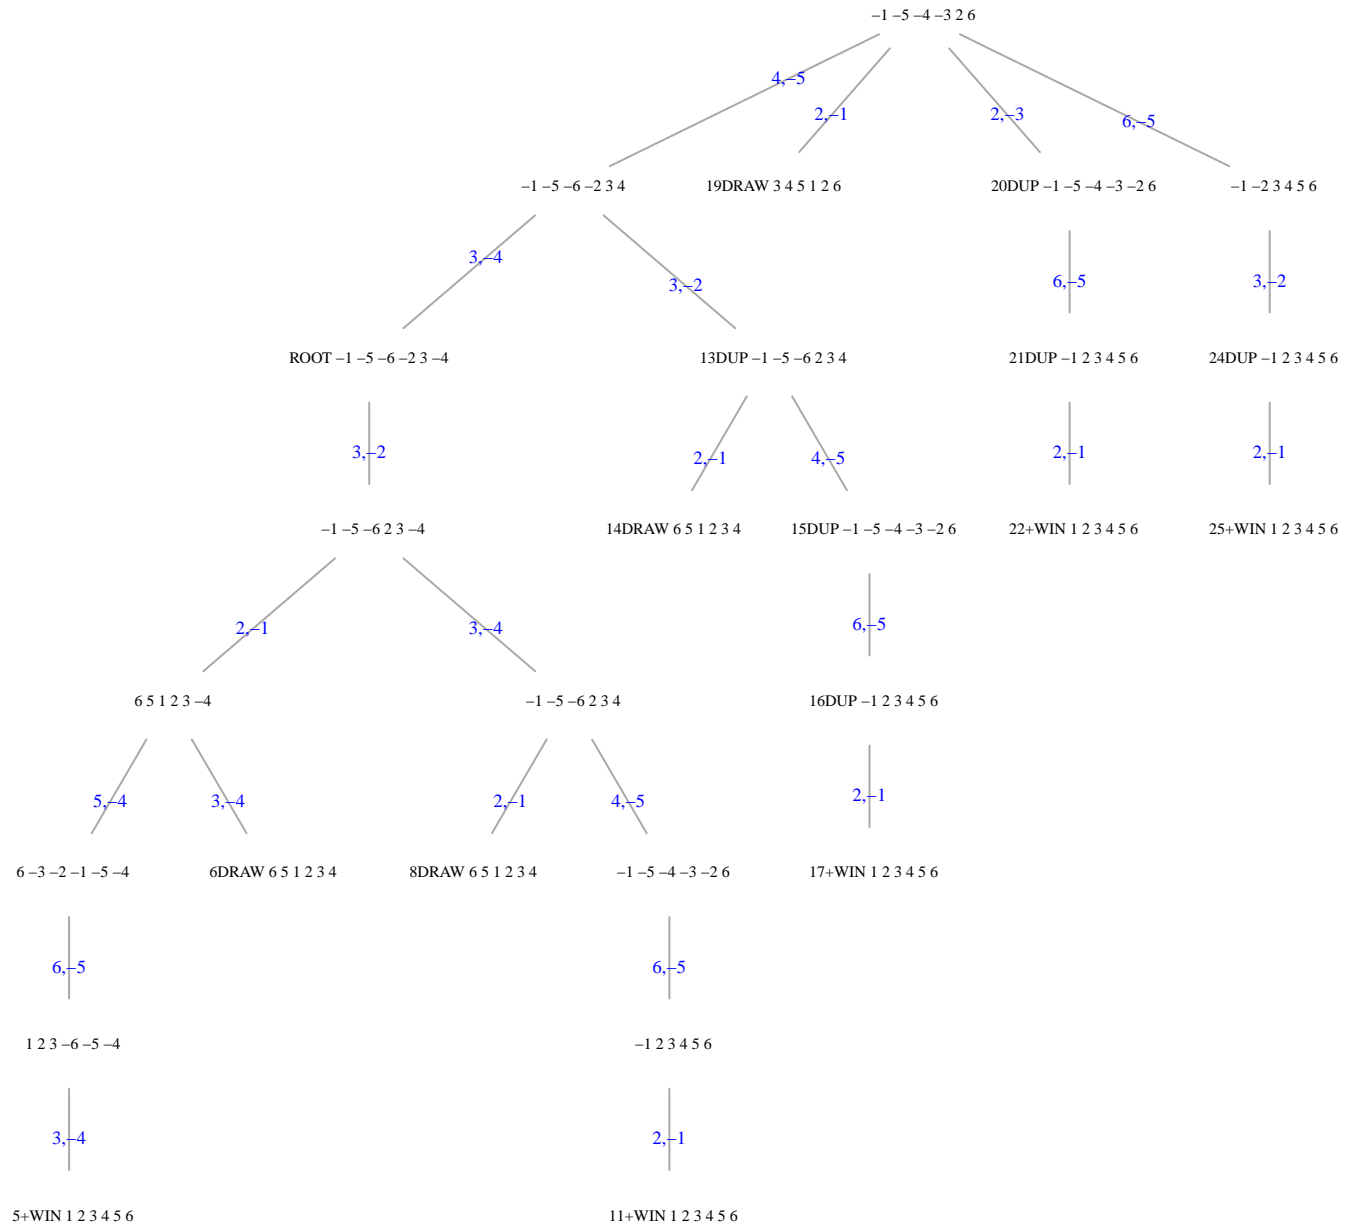 −1 −5 −4 −3 2 6
4,−5
2,−1
2,−3
6,−5
−1 −5 −6 −2 3 4
19DRAW 3 4 5 1 2 6
20DUP −1 −5 −4 −3 −2 6
−1 −2 3 4 5 6
3,−4
3,−2
6,−5
3,−2
ROOT −1 −5 −6 −2 3 −4
13DUP −1 −5 −6 2 3 4
21DUP −1 2 3 4 5 6
24DUP −1 2 3 4 5 6
3,−2
2,−1
4,−5
2,−1
2,−1
−1 −5 −6 2 3 −4
14DRAW 6 5 1 2 3 4
15DUP −1 −5 −4 −3 −2 6
22+WIN 1 2 3 4 5 6
25+WIN 1 2 3 4 5 6
2,−1
3,−4
6,−5
6 5 1 2 3 −4
−1 −5 −6 2 3 4
16DUP −1 2 3 4 5 6
5,−4
3,−4
2,−1
4,−5
2,−1
6 −3 −2 −1 −5 −4
6DRAW 6 5 1 2 3 4
8DRAW 6 5 1 2 3 4
−1 −5 −4 −3 −2 6
17+WIN 1 2 3 4 5 6
6,−5
6,−5
1 2 3 −6 −5 −4
−1 2 3 4 5 6
3,−4
2,−1
5+WIN 1 2 3 4 5 6
11+WIN 1 2 3 4 5 6